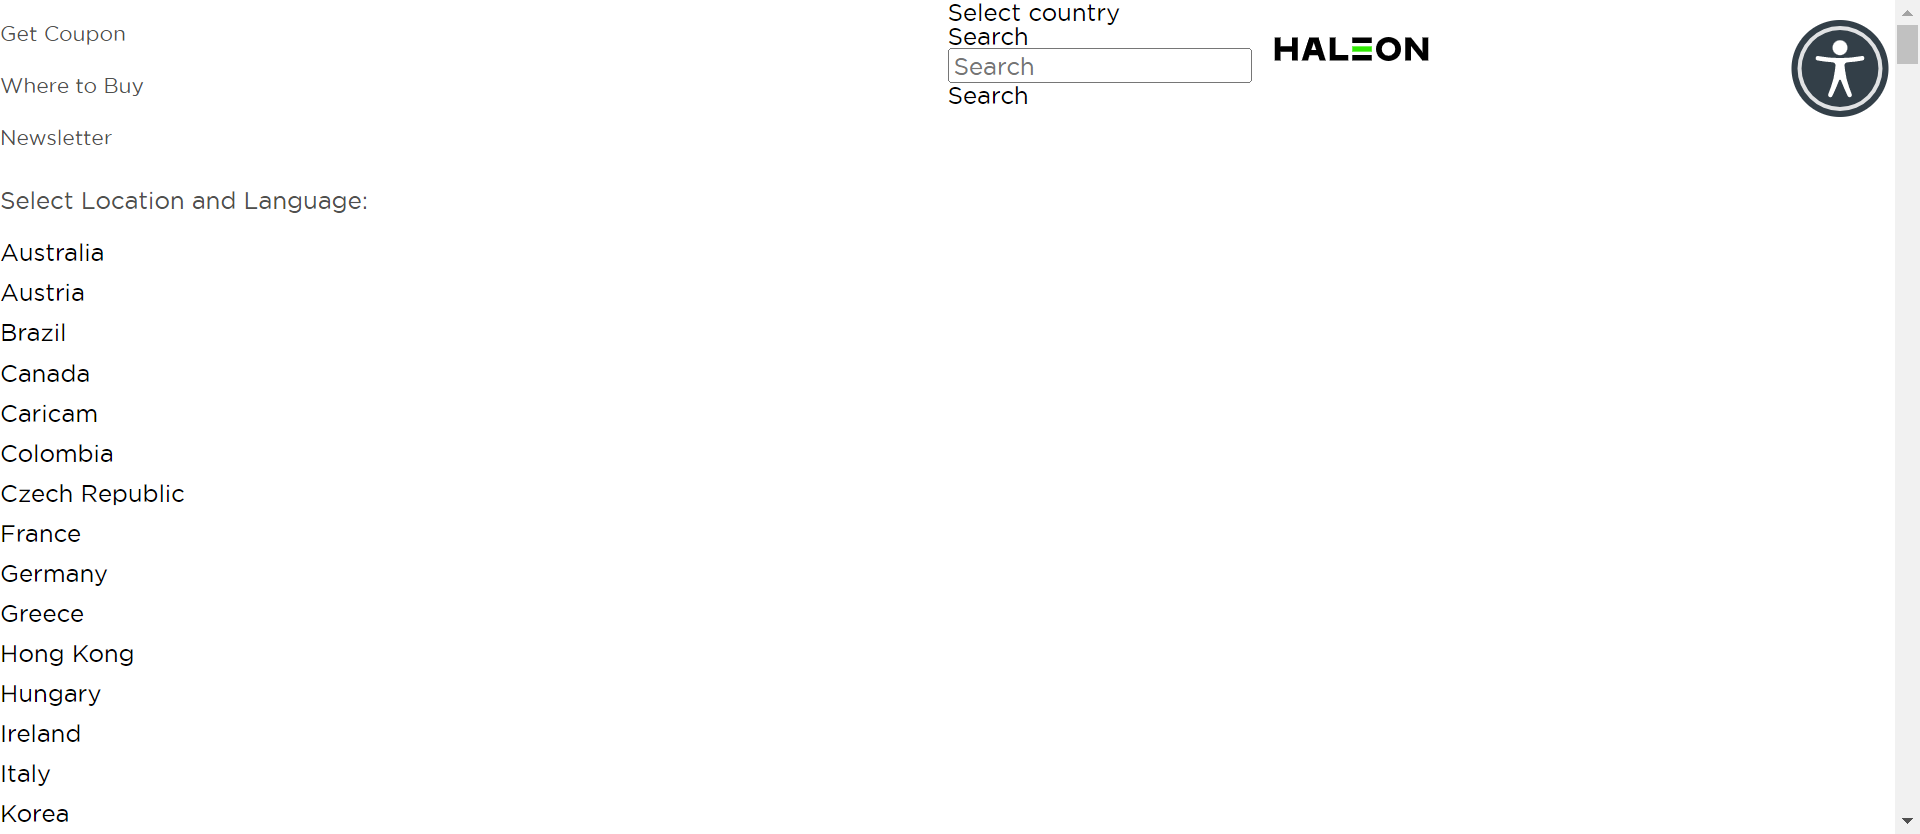 Get Coupon
Where to Buy
Newsletter
Select Location and Language:
Australia
Austria
Brazil
Canada
Caricam
Colombia
Czech Republic
France
Germany
Greece
Hong Kong
Hungary
Ireland
Italy
Korea
Select country
Search
Search
Search
HALEON